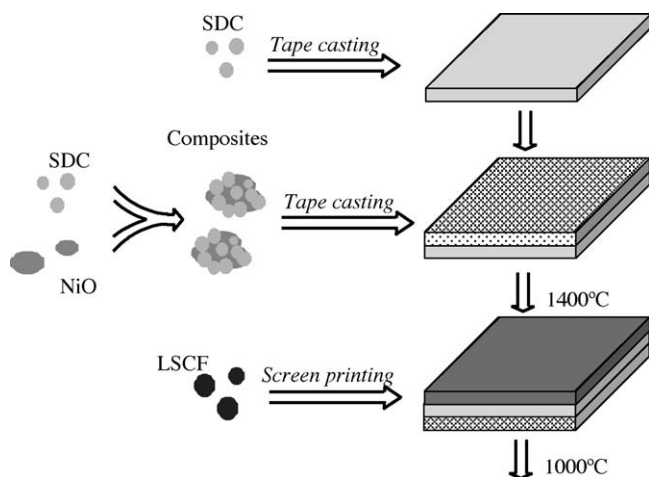 SDC
Tape casting
Composites
SDC
Tape casting
NiO
1400°C
LSCF
Screen printing
1000°C